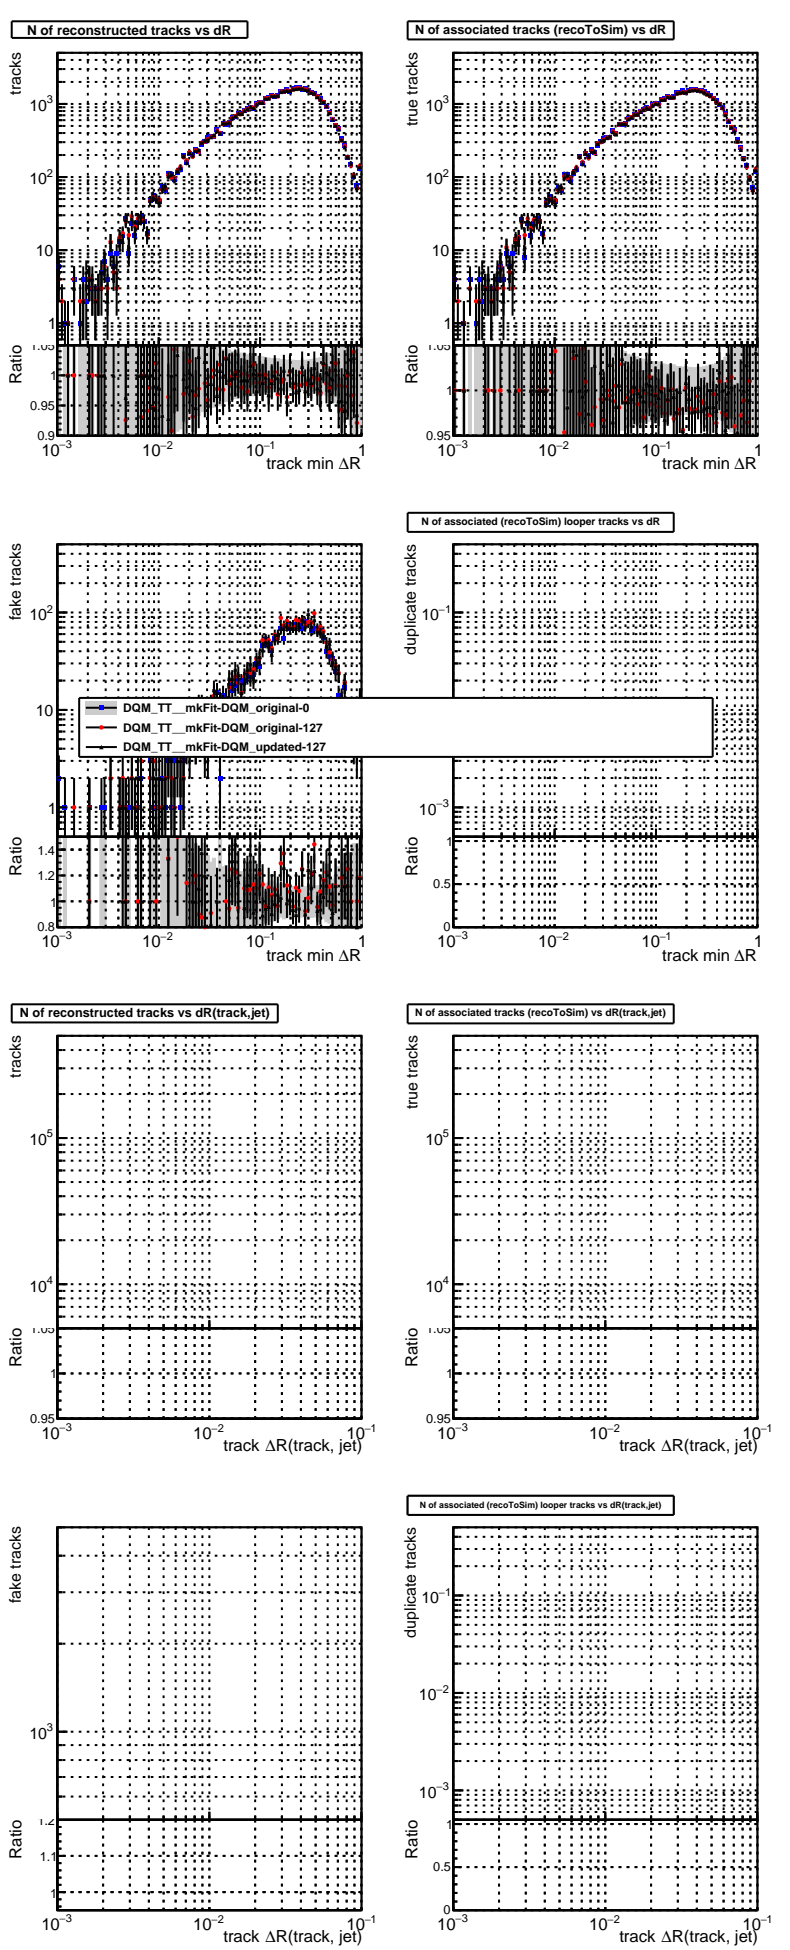 N of reconstructed tracks vs dR
tracks
10³
10²
10
1
Ratio
1.05
1
0.95
0.9
10⁻³ 10⁻² 10⁻¹ 1
track min ΔR
N of associated tracks (recoToSim) vs dR
true tracks
10³
10²
10
1
Ratio
1.05
1
0.95
10⁻³ 10⁻² 10⁻¹ 1
track min ΔR
fake tracks
10²
10
1
Ratio
1.4
1.2
1
0.8
10⁻³ 10⁻² 10⁻¹ 1
track min ΔR
N of associated (recoToSim) looper tracks vs dR
duplicate tracks
10⁻¹
10⁻³
Ratio
1
0.5
0
10⁻³ 10⁻² 10⁻¹ 1
track min ΔR
DQM_TT__mkFit-DQM_original-0
DQM_TT__mkFit-DQM_original-127
DQM_TT__mkFit-DQM_updated-127
N of reconstructed tracks vs dR(track,jet)
tracks
10⁵
10⁴
Ratio
1.05
1
0.95
10⁻³ 10⁻² 10⁻¹
track ΔR(track, jet)
N of associated tracks (recoToSim) vs dR(track,jet)
true tracks
10⁵
10⁴
Ratio
1.05
1
0.95
10⁻³ 10⁻² 10⁻¹
track ΔR(track, jet)
fake tracks
10³
Ratio
1.2
1.1
1
10⁻³ 10⁻² 10⁻¹
track ΔR(track, jet)
N of associated (recoToSim) looper tracks vs dR(track,jet)
duplicate tracks
10⁻¹
10⁻²
10⁻³
Ratio
1
0.5
0
10⁻³ 10⁻² 10⁻¹
track ΔR(track, jet)